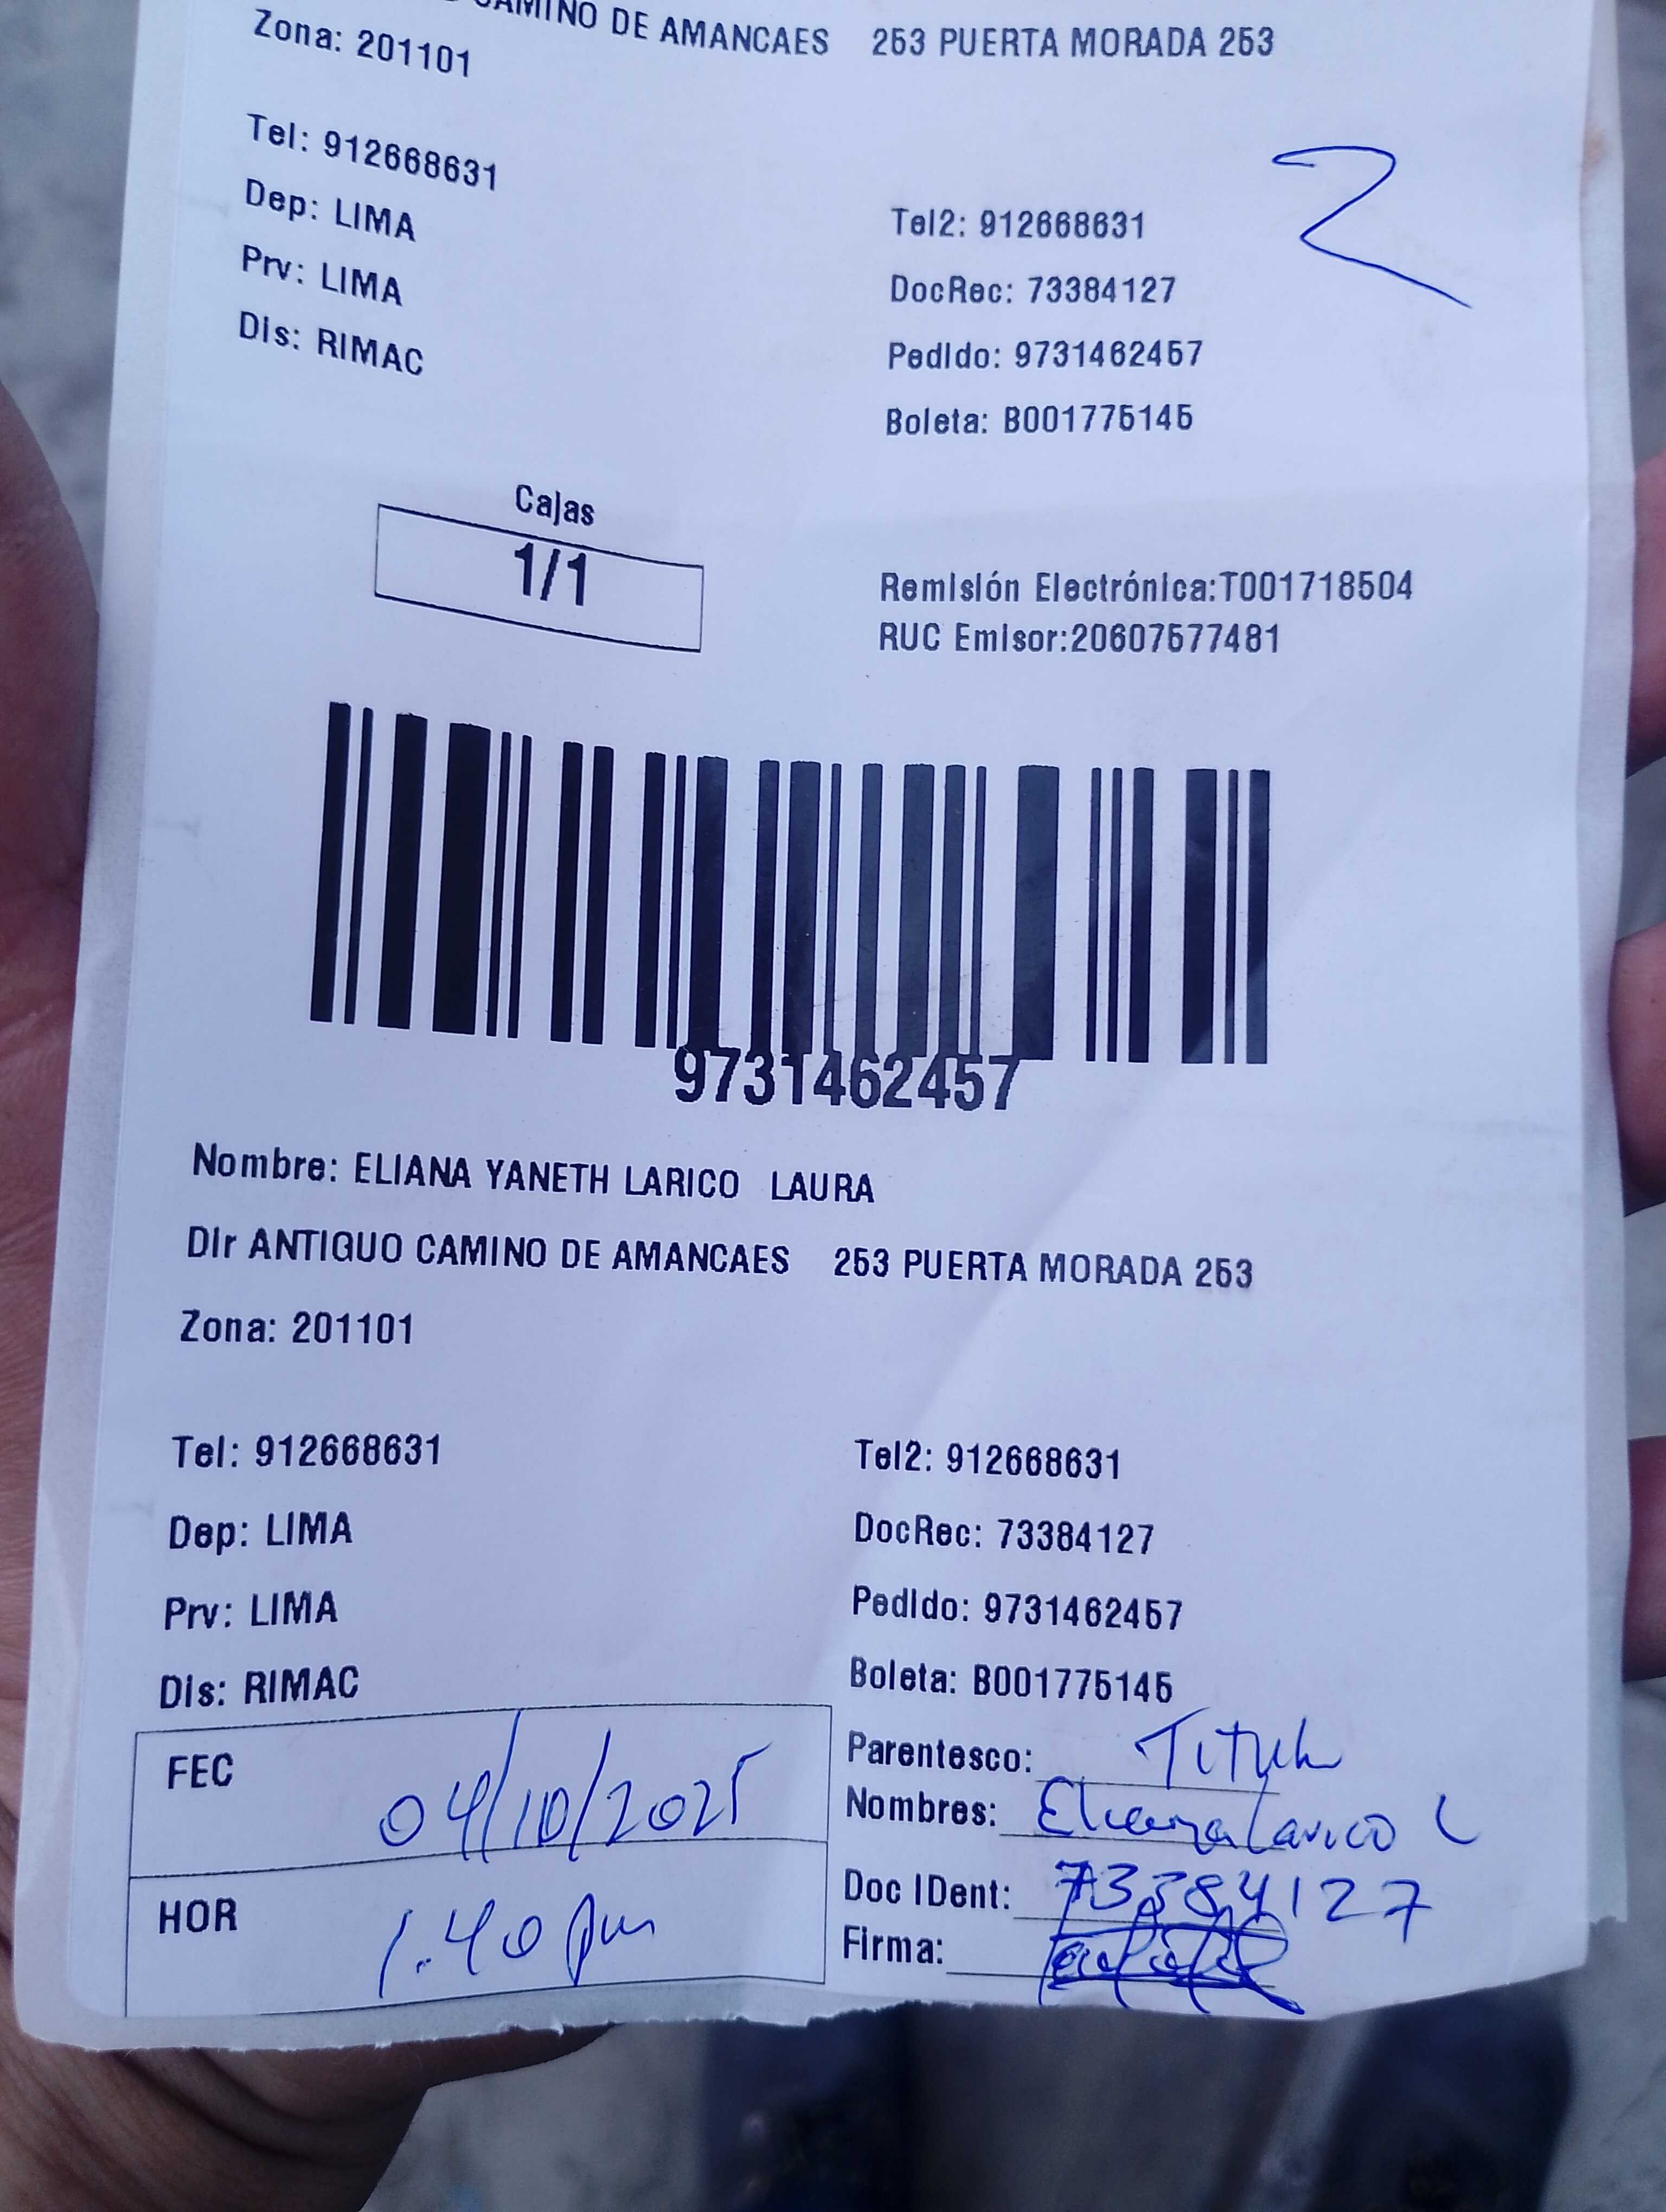 CAMINO DE AMANCAES 253 PUERTA MORADA 253
Zona: 201101
Tel: 912668631
Dep: LIMA
Prv: LIMA
Dis: RIMAC
Tel2: 912668631
DocRec: 73384127
Pedido: 9731462457
Boleta: B001775145
2
Cajas
1/1
Remisión Electrónica:T001718504
RUC Emisor:20607577481
9731462457
Nombre: ELIANA YANETH LARICO LAURA
Dir ANTIGUO CAMINO DE AMANCAES 253 PUERTA MORADA 253
Zona: 201101
Tel: 912668631
Dep: LIMA
Prv: LIMA
Dis: RIMAC
Tel2: 912668631
DocRec: 73384127
Pedido: 9731462457
Boleta: B001775145
FEC 04/10/2025
HOR 1.40 pm
Parentesco:
Nombres: Eliana Larico L
Doc IDent: 73384127
Firma: